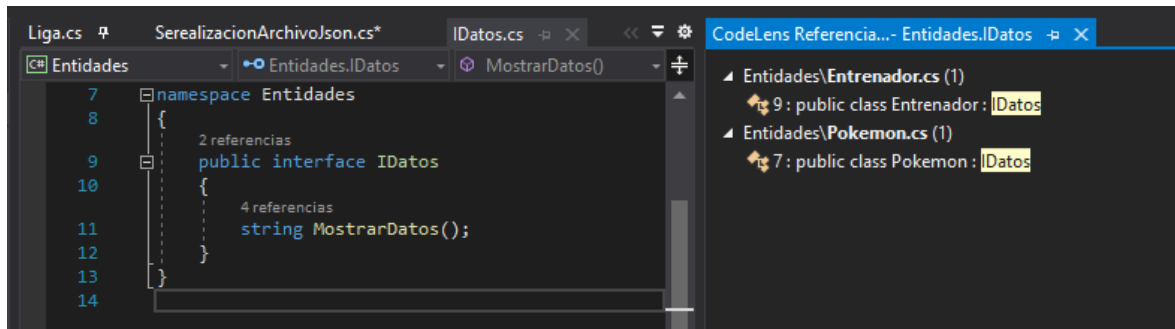 Liga.cs
SerealizacionArchivoJson.cs*
IDatos.cs
C# Entidades
Entidades.IDatos
MostrarDatos()
7 namespace Entidades
8 {
2 referencias
9 public interface IDatos
10 {
4 referencias
11 string MostrarDatos();
12 }
13 }
14
CodeLens Referencia...- Entidades.IDatos
Entidades\Entrenador.cs (1)
9 : public class Entrenador : IDatos
Entidades\Pokemon.cs (1)
7 : public class Pokemon : IDatos